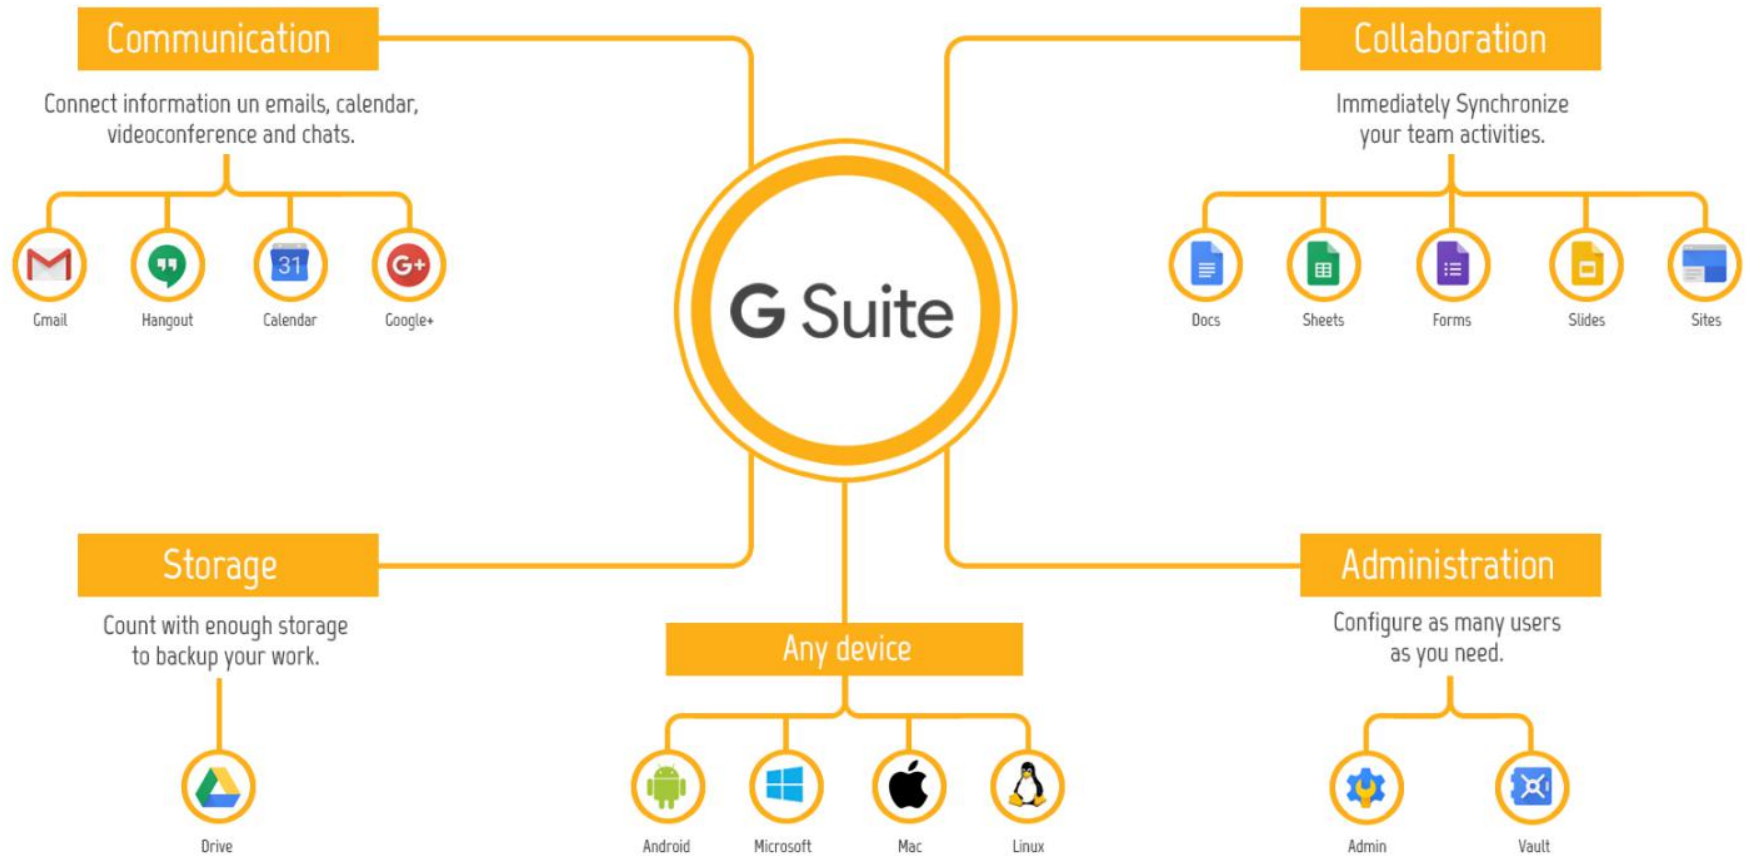 Communication
Connect information un emails, calendar,
videoconference and chats.
Gmail
Hangout
31
Calendar
G+
Google+
Collaboration
Immediately Synchronize
your team activities.
Docs
Sheets
Forms
Slides
Sites
G Suite
Storage
Count with enough storage
to backup your work.
Drive
Any device
Android
Microsoft
Mac
Linux
Administration
Configure as many users
as you need.
Admin
Vault